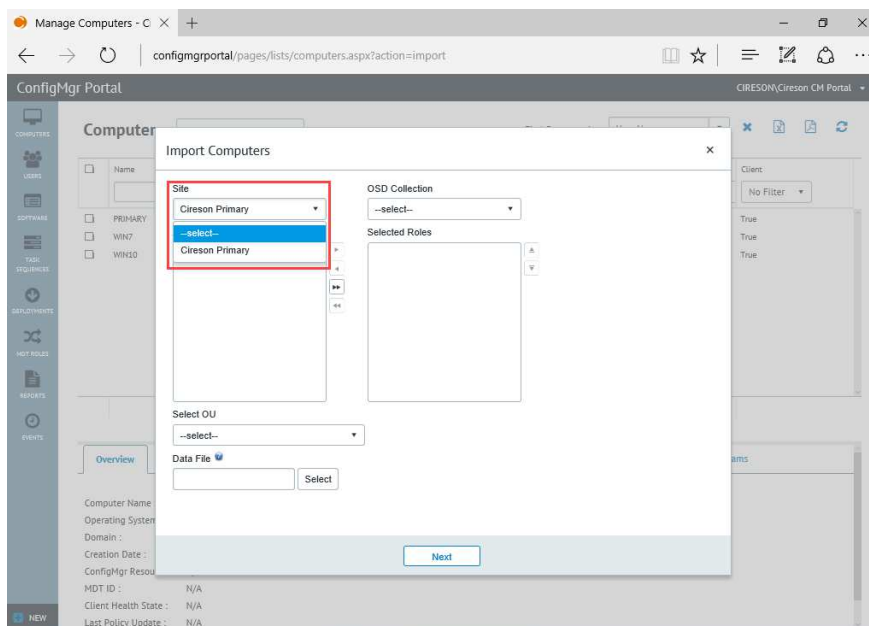 Manage Computers - Ci
configmgrportal/pages/lists/computers.aspx?action=import
ConfigMgr Portal
CIRESON\Cireson CM Portal
COMPUTERS
USERS
SOFTWARE
TASK SEQUENCES
DEPLOYMENTS
MDT ROLES
REPORTS
EVENTS
NEW
Computer
Name
Client
No Filter
PRIMARY
True
WIN7
True
WIN10
True
Import Computers
Site
OSD Collection
Cireson Primary
--select--
--select--
Cireson Primary
Selected Roles
Select OU
--select--
Data File
Select
Next
Overview
ams
Computer Name
Operating System
Domain :
Creation Date :
ConfigMgr Resou
MDT ID :
N/A
Client Health State :
N/A
Last Policy Update :
N/A